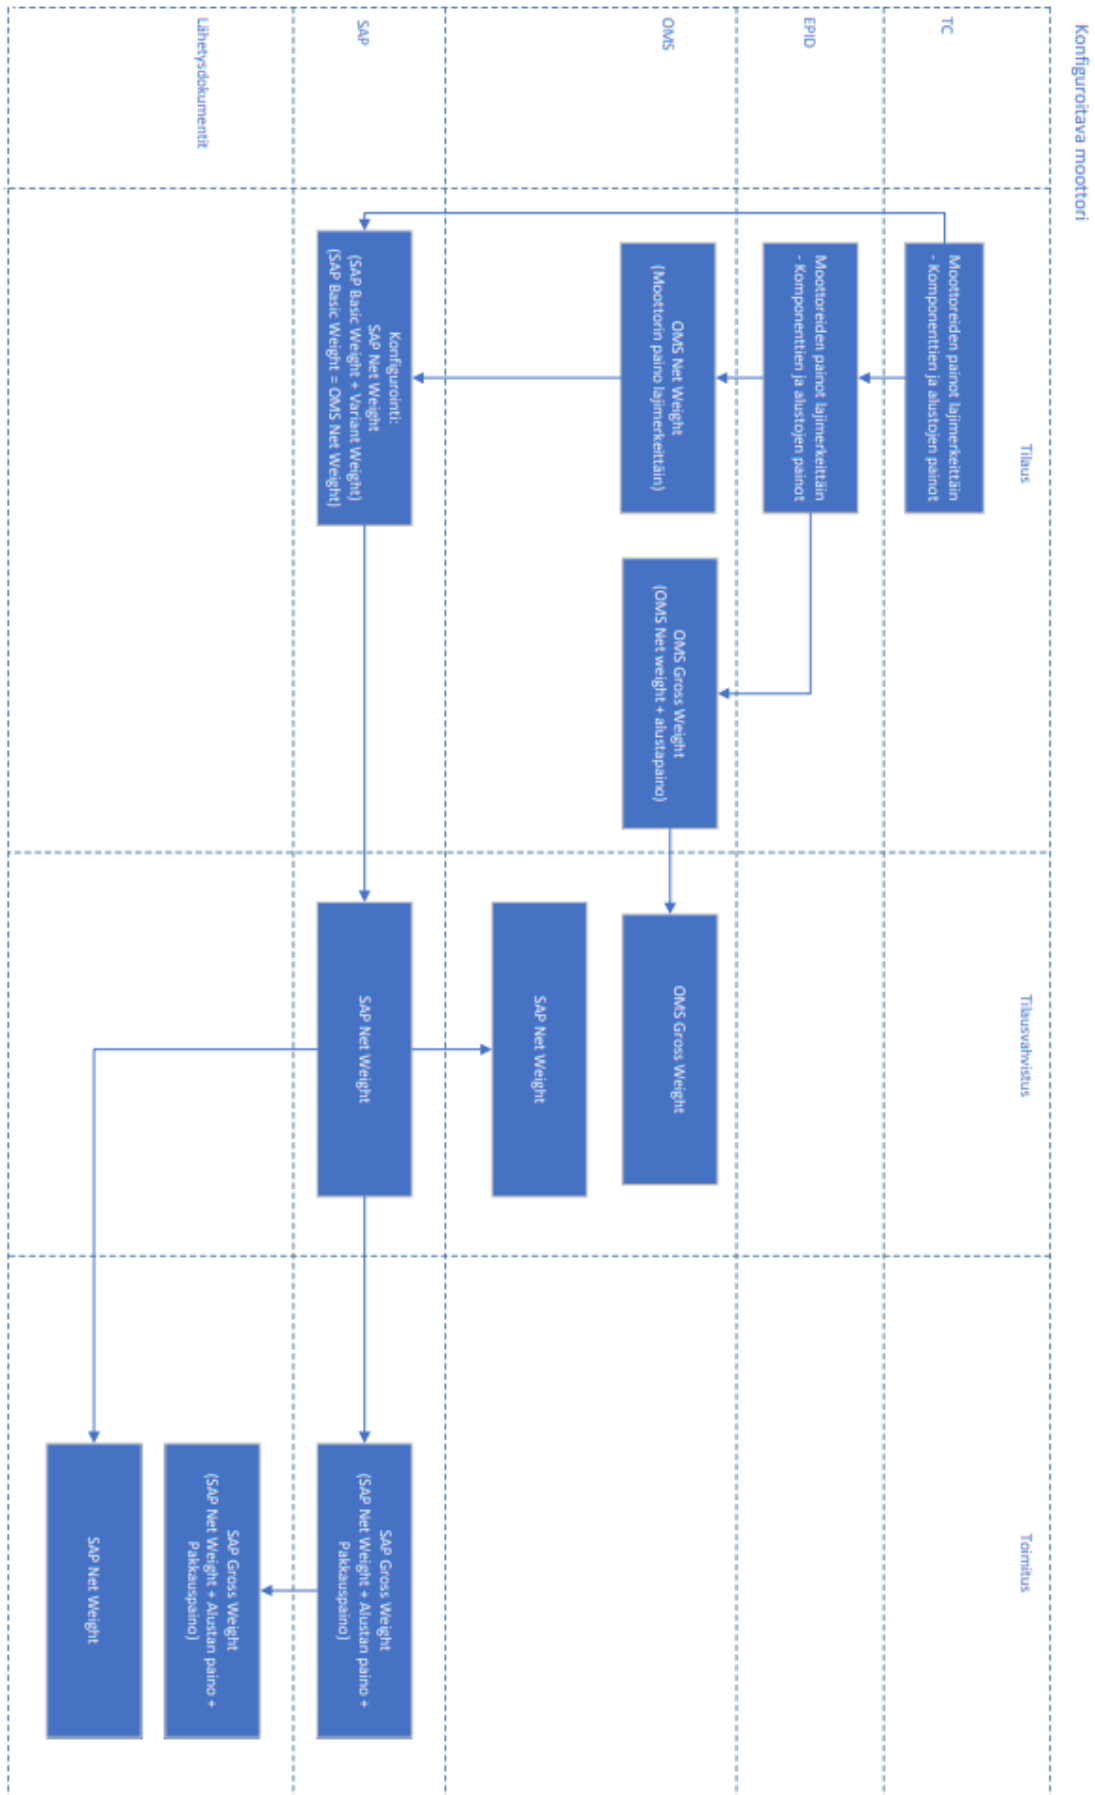 Konfiguroitava moottori
Tilaus
Tilausvahvistus
Toimitus
TC
Moottoreiden painot lajimerkeittäin
- Komponenttien ja alustojen painot
EPID
Moottoreiden painot lajimerkeittäin
- Komponenttien ja alustojen painot
OMS
OMS Net Weight
(Moottorin paino lajimerkeittäin)
OMS Gross Weight
(OMS Net weight + alustapaino)
OMS Gross Weight
SAP Net Weight
SAP
Konfigurointi:
SAP Net Weight
(SAP Basic Weight + Variant Weight)
(SAP Basic Weight = OMS Net Weight)
SAP Net Weight
SAP Gross Weight
(SAP Net Weight + Alustan paino +
Pakkauspaino)
Lähetysdokumentit
SAP Gross Weight
(SAP Net Weight + Alustan paino +
Pakkauspaino)
SAP Net Weight